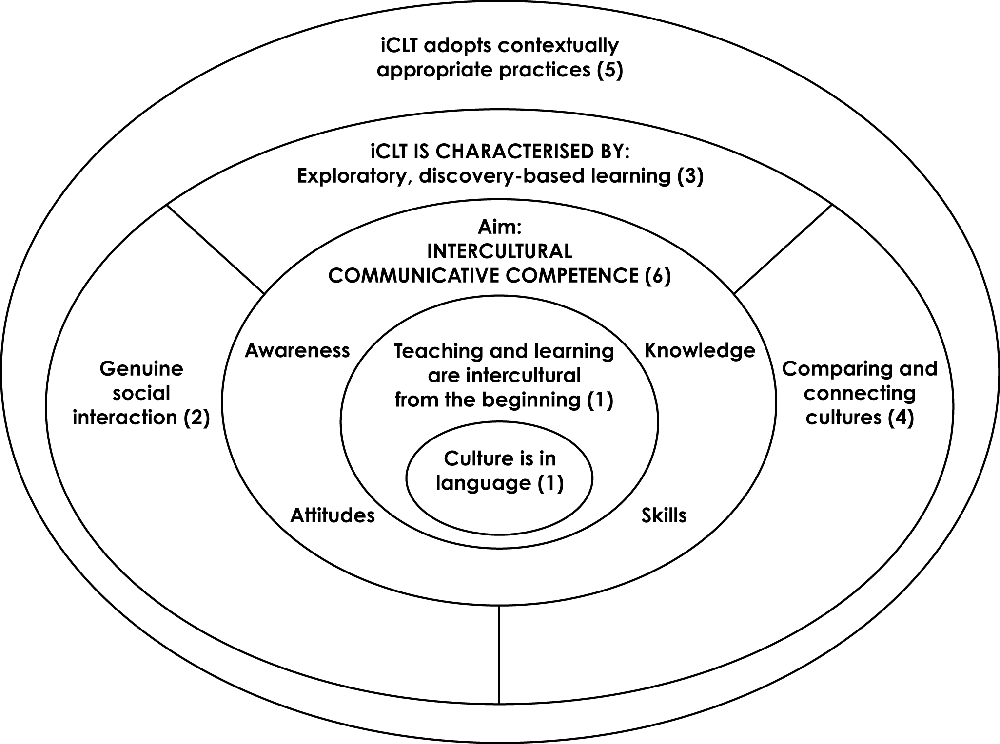 iCLT adopts contextually
appropriate practices (5)
iCLT IS CHARACTERISED BY:
Exploratory, discovery-based learning (3)
Aim:
INTERCULTURAL
COMMUNICATIVE COMPETENCE (6)
Genuine
social
interaction (2)
Awareness
Attitudes
Teaching and learning
are intercultural
from the beginning (1)
Culture is in
language (1)
Knowledge
Skills
Comparing and
connecting
cultures (4)